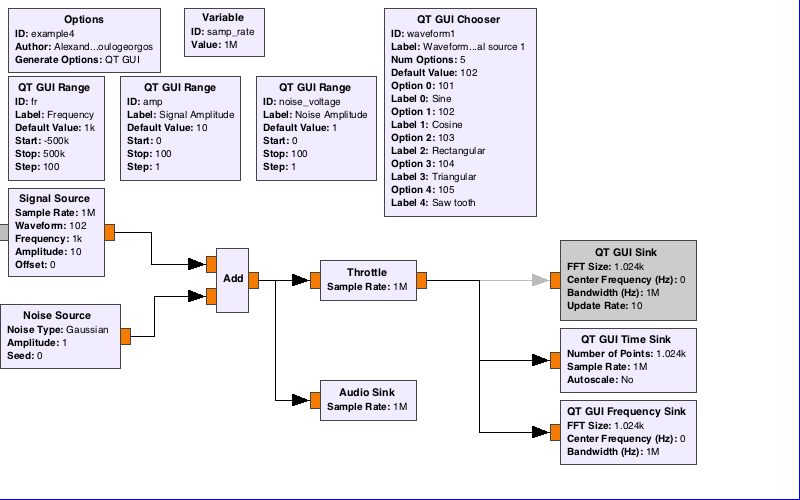 Options
ID: example4
Author: Alexand...oulogeorgos
Generate Options: QT GUI
Variable
ID: samp_rate
Value: 1M
QT GUI Chooser
ID: waveform1
Label: Waveform...al source 1
Num Options: 5
Default Value: 102
Option 0: 101
Label 0: Sine
Option 1: 102
Label 1: Cosine
Option 2: 103
Label 2: Rectangular
Option 3: 104
Label 3: Triangular
Option 4: 105
Label 4: Saw tooth
QT GUI Range
ID: fr
Label: Frequency
Default Value: 1k
Start: -500k
Stop: 500k
Step: 100
QT GUI Range
ID: amp
Label: Signal Amplitude
Default Value: 10
Start: 0
Stop: 100
Step: 1
QT GUI Range
ID: noise_voltage
Label: Noise Amplitude
Default Value: 1
Start: 0
Stop: 100
Step: 1
Signal Source
Sample Rate: 1M
Waveform: 102
Frequency: 1k
Amplitude: 10
Offset: 0
Noise Source
Noise Type: Gaussian
Amplitude: 1
Seed: 0
Add
Throttle
Sample Rate: 1M
Audio Sink
Sample Rate: 1M
QT GUI Sink
FFT Size: 1.024k
Center Frequency (Hz): 0
Bandwidth (Hz): 1M
Update Rate: 10
QT GUI Time Sink
Number of Points: 1.024k
Sample Rate: 1M
Autoscale: No
QT GUI Frequency Sink
FFT Size: 1.024k
Center Frequency (Hz): 0
Bandwidth (Hz): 1M